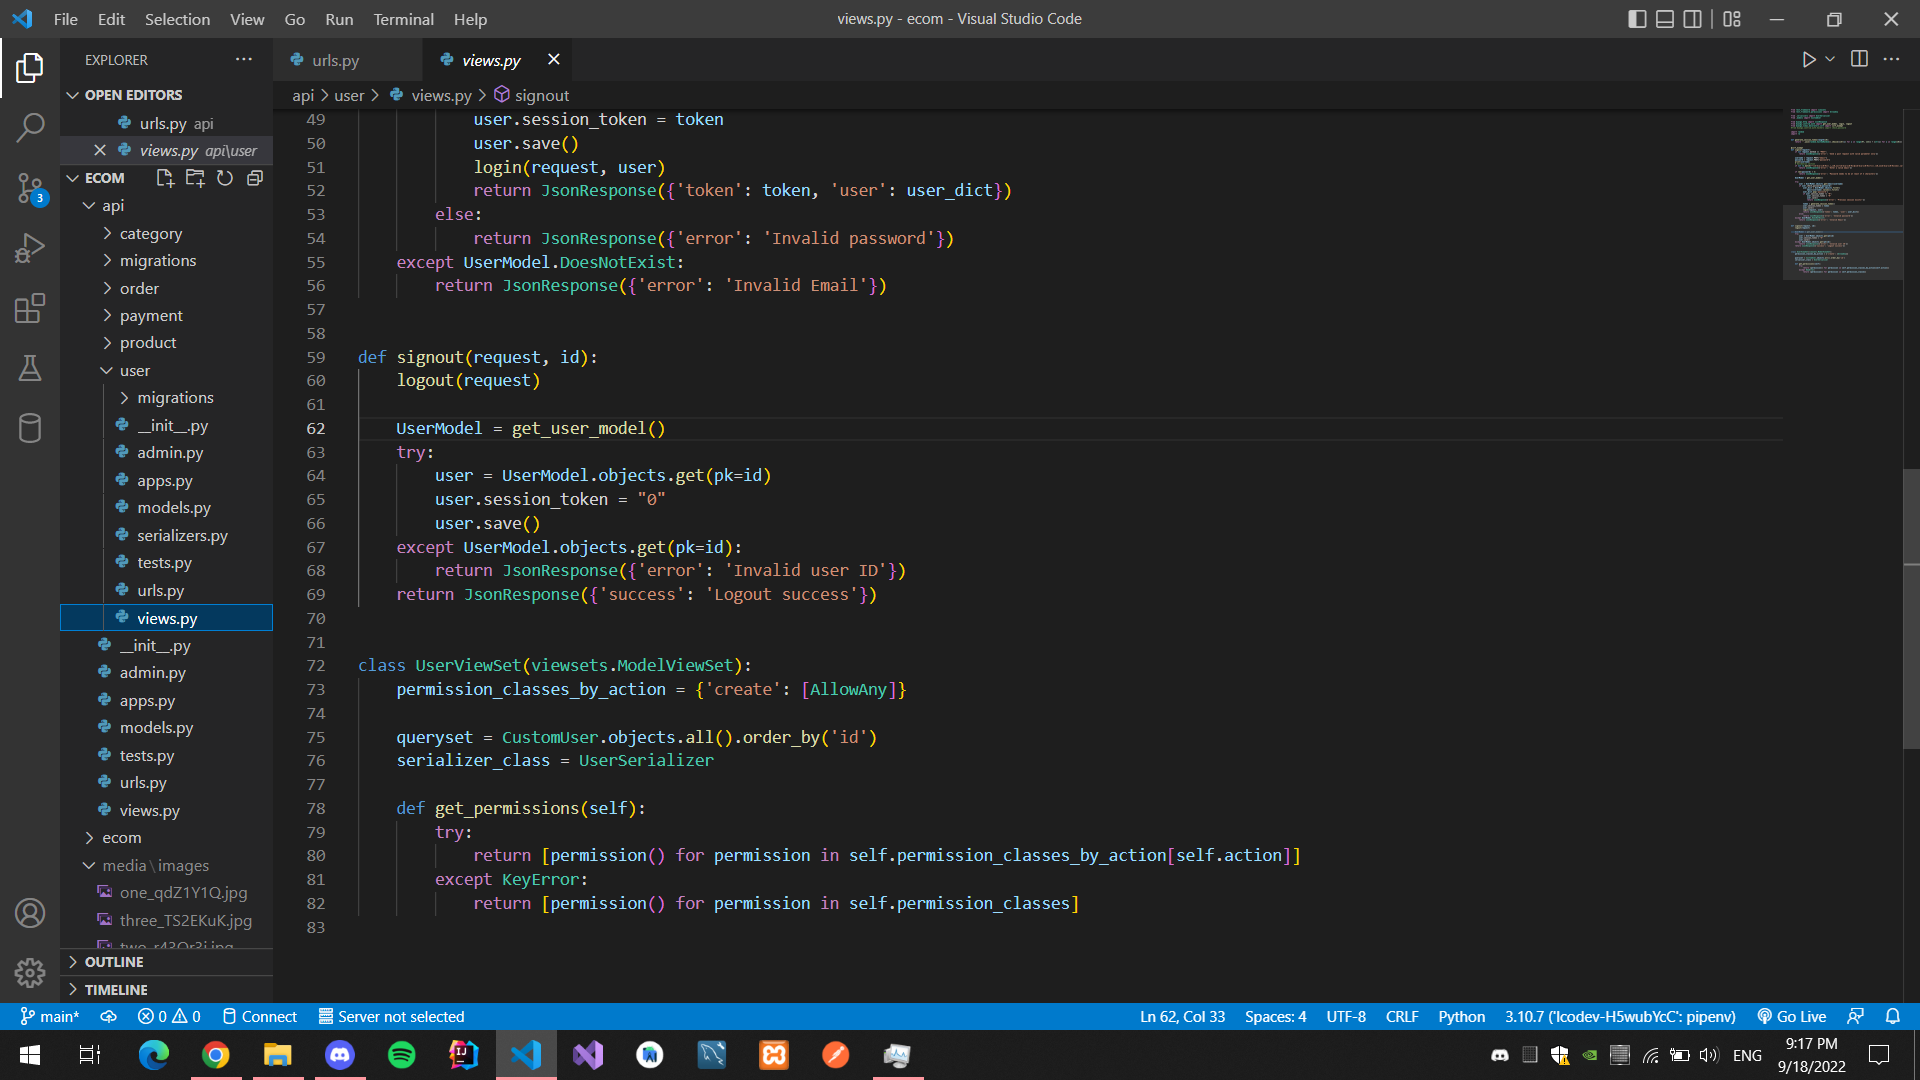 File Edit Selection View Go Run Terminal Help
views.py - ecom - Visual Studio Code
EXPLORER
urls.py
views.py
OPEN EDITORS
urls.py api
views.py api\user
ECOM
api
category
migrations
order
payment
product
user
migrations
__init__.py
admin.py
apps.py
models.py
serializers.py
tests.py
urls.py
views.py
__init__.py
admin.py
apps.py
models.py
tests.py
urls.py
views.py
ecom
media\images
one_qdZ1Y1Q.jpg
three_TS2EKuK.jpg
OUTLINE
TIMELINE
3
api > user > views.py > signout
49 user.session_token = token
50 user.save()
51 login(request, user)
52 return JsonResponse({'token': token, 'user': user_dict})
53 else:
54 return JsonResponse({'error': 'Invalid password'})
55 except UserModel.DoesNotExist:
56 return JsonResponse({'error': 'Invalid Email'})
57
58
59 def signout(request, id):
60 logout(request)
61
62 UserModel = get_user_model()
63 try:
64 user = UserModel.objects.get(pk=id)
65 user.session_token = "0"
66 user.save()
67 except UserModel.objects.get(pk=id):
68 return JsonResponse({'error': 'Invalid user ID'})
69 return JsonResponse({'success': 'Logout success'})
70
71
72 class UserViewSet(viewsets.ModelViewSet):
73 permission_classes_by_action = {'create': [AllowAny]}
74
75 queryset = CustomUser.objects.all().order_by('id')
76 serializer_class = UserSerializer
77
78 def get_permissions(self):
79 try:
80 return [permission() for permission in self.permission_classes_by_action[self.action]]
81 except KeyError:
82 return [permission() for permission in self.permission_classes]
83
main* 0 0 Connect Server not selected
Ln 62, Col 33 Spaces: 4 UTF-8 CRLF Python 3.10.7 ('lcodev-H5wubYcC': pipenv) Go Live
ENG
9:17 PM
9/18/2022